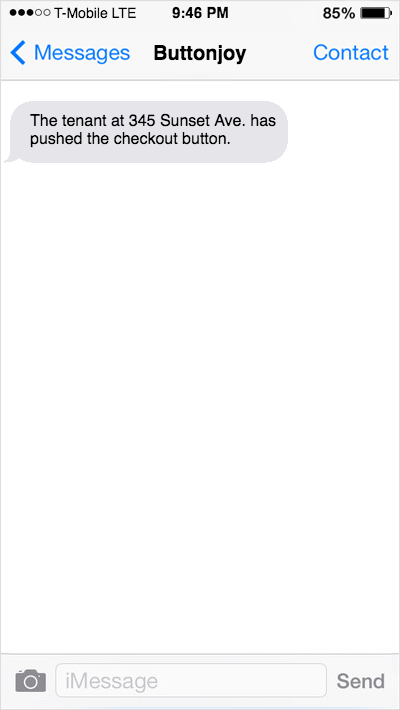 T-Mobile LTE 9:46 PM 85%
Messages Buttonjoy Contact
The tenant at 345 Sunset Ave. has
pushed the checkout button.
iMessage Send